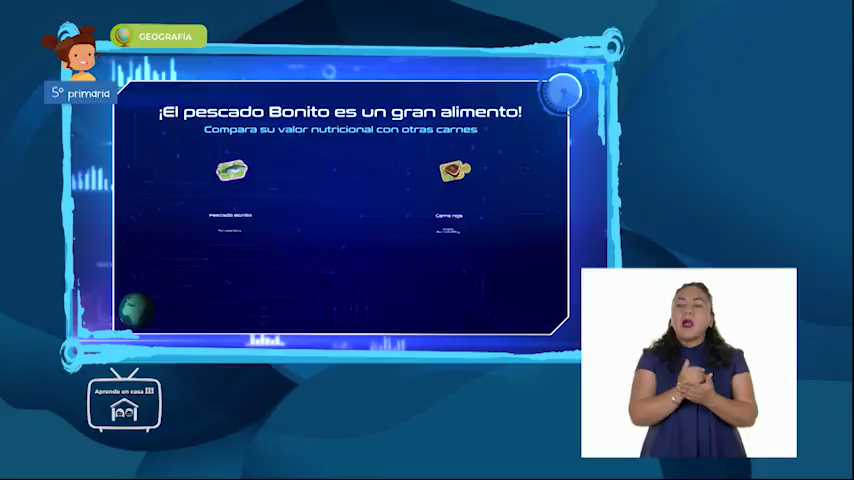 GEOGRAFÍA
5º primaria
¡El pescado Bonito es un gran alimento!
Compara su valor nutricional con otras carnes
Pescado Bonito
Carne roja
Aprende en casa III